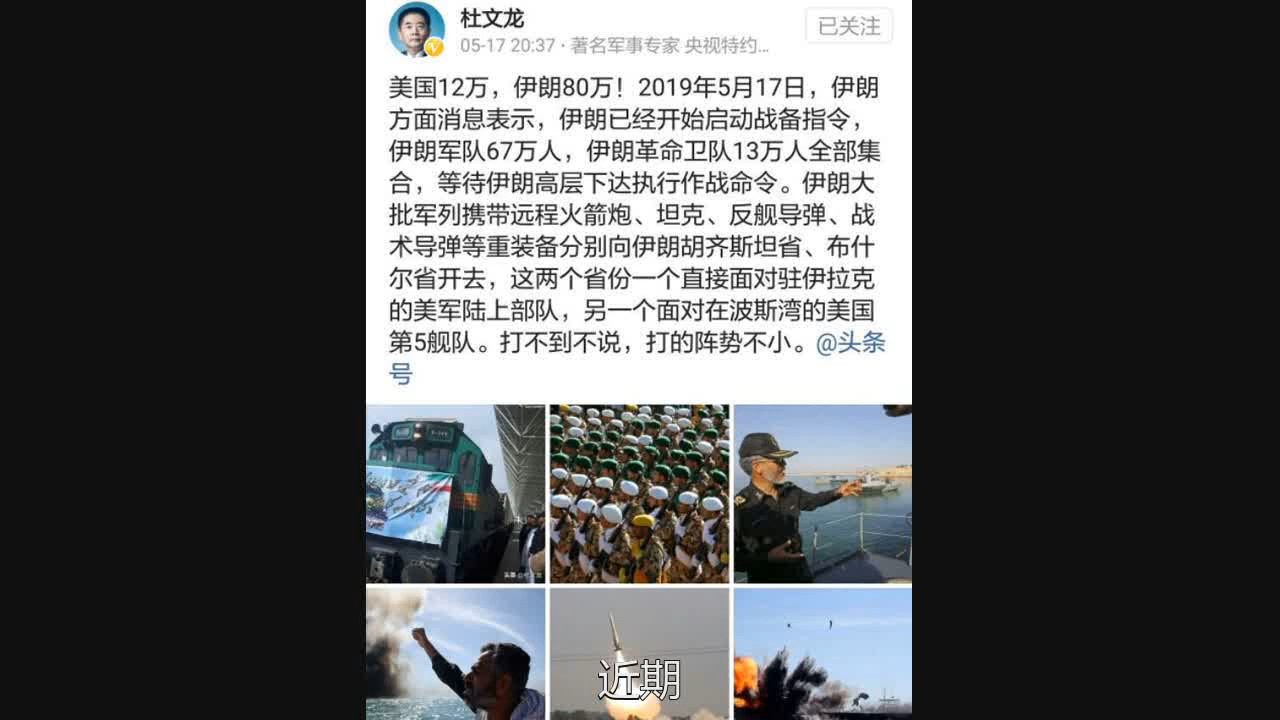 杜文龙
已关注
05-17 20:37 · 著名军事专家 央视特约...
美国12万，伊朗80万！2019年5月17日，伊朗
方面消息表示，伊朗已经开始启动战备指令，
伊朗军队67万人，伊朗革命卫队13万人全部集
合，等待伊朗高层下达执行作战命令。伊朗大
批军列携带远程火箭炮、坦克、反舰导弹、战
术导弹等重装备分别向伊朗胡齐斯坦省、布什
尔省开去，这两个省份一个直接面对驻伊拉克
的美军陆上部队，另一个面对在波斯湾的美国
第5舰队。打不到不说，打的阵势不小。@头条
号
近期